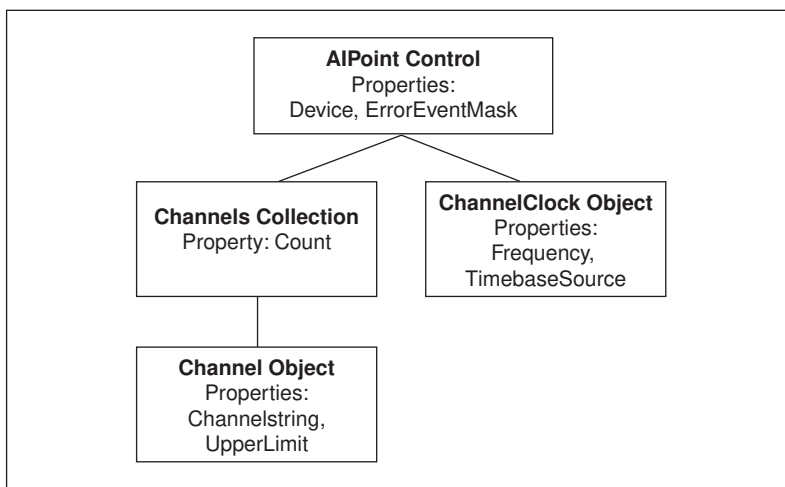 AIPoint Control
Properties:
Device, ErrorEventMask
Channels Collection
Property: Count
ChannelClock Object
Properties:
Frequency,
TimebaseSource
Channel Object
Properties:
Channelstring,
UpperLimit